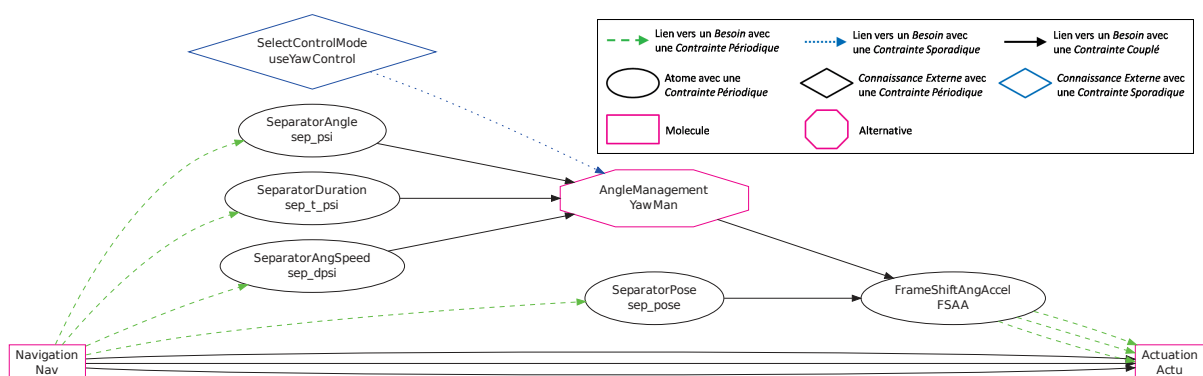 SelectControlMode
useYawControl
SeparatorAngle
sep_psi
SeparatorDuration
sep_t_psi
SeparatorAngSpeed
sep_dpsi
AngleManagement
YawMan
SeparatorPose
sep_pose
FrameShiftAngAccel
FSAA
Navigation
Nav
Actuation
Actu
Lien vers un Besoin avec
une Contrainte Périodique
Lien vers un Besoin avec
une Contrainte Sporadique
Lien vers un Besoin avec
une Contrainte Couplé
Atome avec une
Contrainte Périodique
Connaissance Externe avec
une Contrainte Périodique
Connaissance Externe avec
une Contrainte Sporadique
Molécule
Alternative